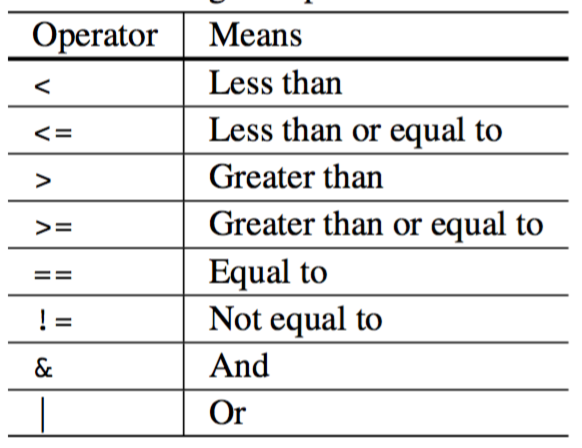 Operator Means
< Less than
<= Less than or equal to
> Greater than
>= Greater than or equal to
== Equal to
!= Not equal to
& And
| Or